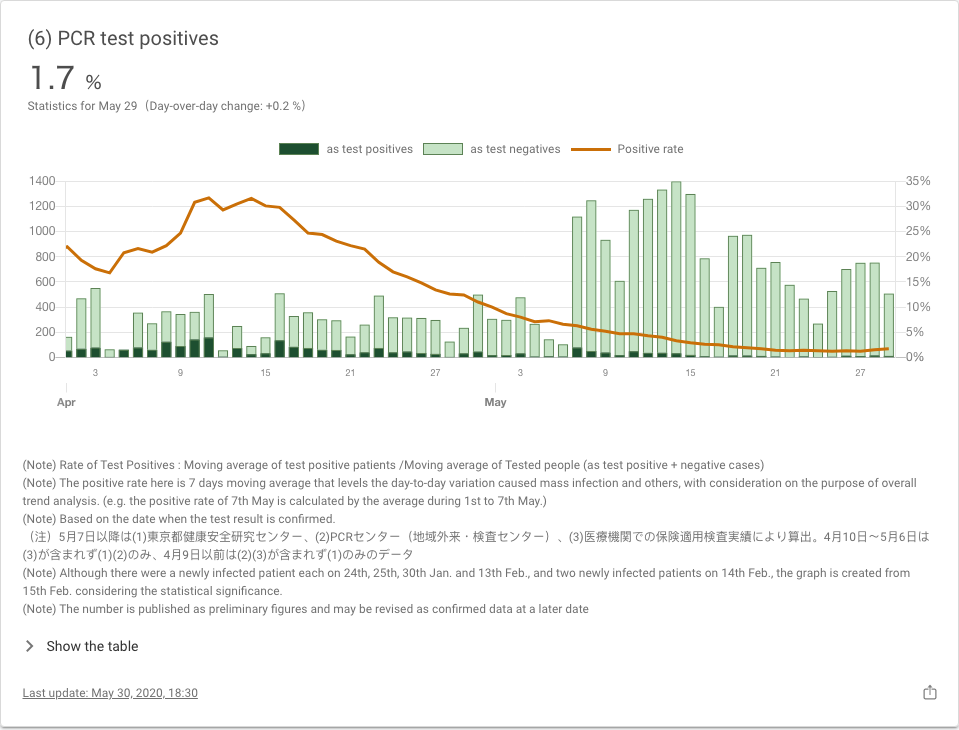 (6) PCR test positives
1.7 %
Statistics for May 29（Day-over-day change: +0.2 %）
as test positives as test negatives Positive rate
1400 35%
1200 30%
1000 25%
800 20%
600 15%
400 10%
200 5%
0 0%
3 9 15 21 27 3 9 15 21 27
Apr May
(Note) Rate of Test Positives : Moving average of test positive patients /Moving average of Tested people (as test positive + negative cases)
(Note) The positive rate here is 7 days moving average that levels the day-to-day variation caused mass infection and others, with consideration on the purpose of overall
trend analysis. (e.g. the positive rate of 7th May is calculated by the average during 1st to 7th May.)
(Note) Based on the date when the test result is confirmed.
（注）5月7日以降は(1)東京都健康安全研究センター、(2)PCRセンター（地域外来・検査センター）、(3)医療機関での保険適用検査実績により算出。4月10日～5月6日は
(3)が含まれず(1)(2)のみ、4月9日以前は(2)(3)が含まれず(1)のみのデータ
(Note) Although there were a newly infected patient each on 24th, 25th, 30th Jan. and 13th Feb., and two newly infected patients on 14th Feb., the graph is created from
15th Feb. considering the statistical significance.
(Note) The number is published as preliminary figures and may be revised as confirmed data at a later date
Show the table
Last update: May 30, 2020, 18:30